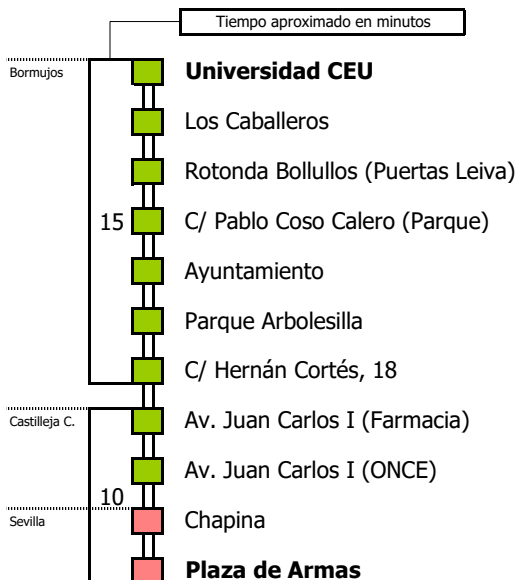 Tiempo aproximado en minutos
Bormujos
Universidad CEU
Los Caballeros
Rotonda Bollullos (Puertas Leiva)
15
C/ Pablo Coso Calero (Parque)
Ayuntamiento
Parque Arbolesilla
C/ Hernán Cortés, 18
Castilleja C.
Av. Juan Carlos I (Farmacia)
Av. Juan Carlos I (ONCE)
10
Sevilla
Chapina
Plaza de Armas